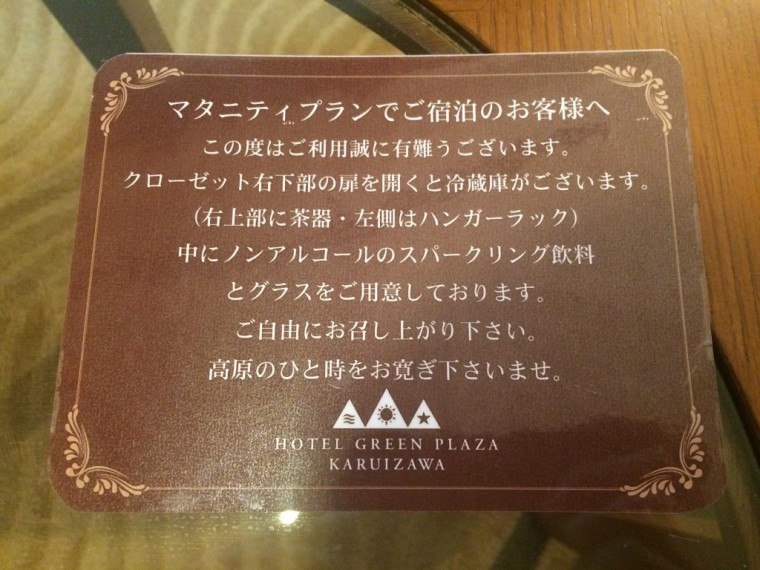 マタニティプランでご宿泊のお客様へ
この度はご利用誠に有難うございます。
クローゼット右下部の扉を開くと冷蔵庫がございます。
（右上部に茶器・左側はハンガーラック）
中にノンアルコールのスパークリング飲料
とグラスをご用意しております。
ご自由にお召し上がり下さい。
高原のひと時をお寛ぎ下さいませ。
HOTEL GREEN PLAZA
KARUIZAWA